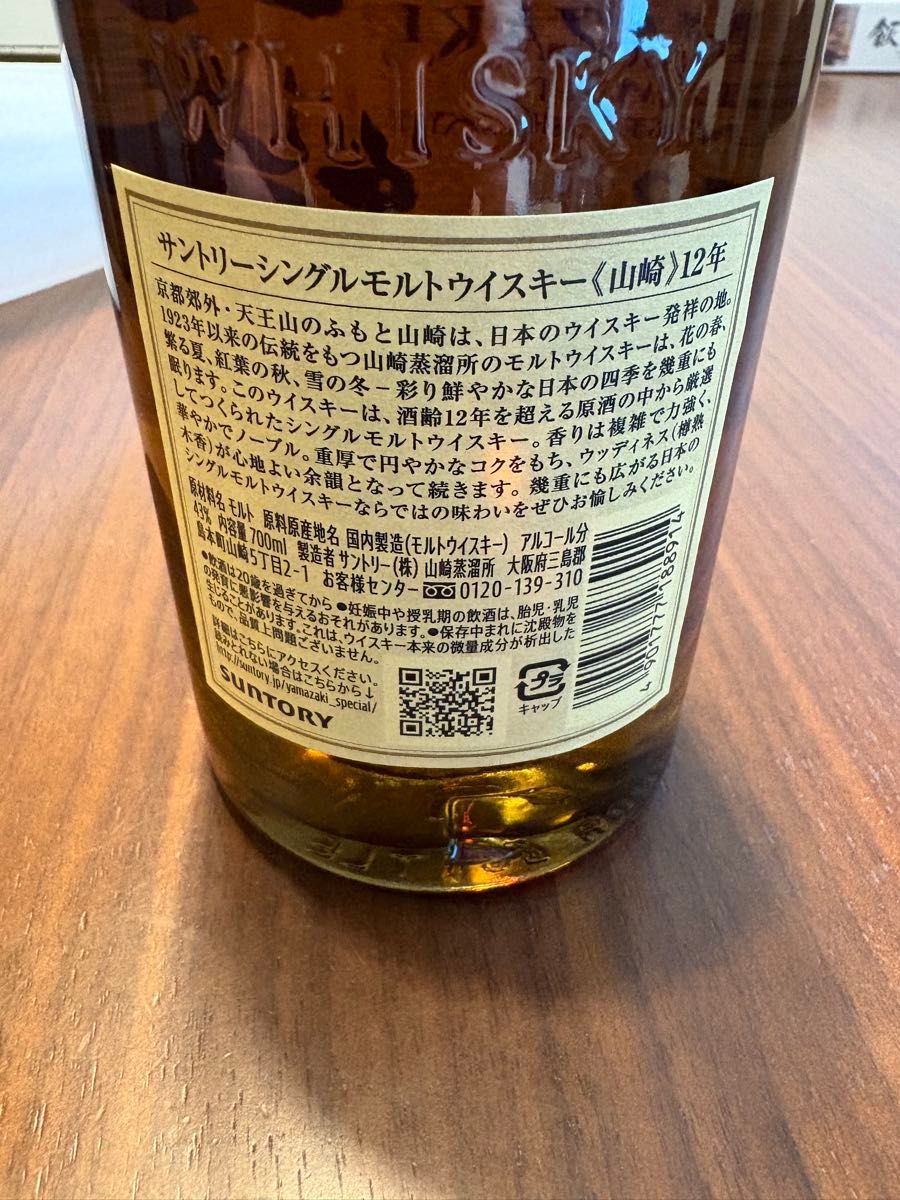 WHISKY
飲
サントリーシングルモルトウイスキー《山崎》12年
京都郊外・天王山のふもと山崎は、日本のウイスキー発祥の地。
1923年以来の伝統をもつ山崎蒸溜所のモルトウイスキーは、花の春、
繁る夏、紅葉の秋、雪の冬−彩り鮮やかな日本の四季を幾重にも
眠ります。このウイスキーは、酒齢12年を超える原酒の中から厳選
してつくられたシングルモルトウイスキー。香りは複雑で力強く、
華やかでノーブル。重厚で円やかなコクをもち、ウッディネス(樽熟
木香)が心地よい余韻となって続きます。幾重にも広がる日本の
シングルモルトウイスキーならではの味わいをぜひお愉しみください。
原材料名 モルト 原料原産地名 国内製造(モルトウイスキー) アルコール分
43% 内容量700ml 製造者 サントリー(株) 山崎蒸溜所 大阪府三島郡
島本町山崎5丁目2-1 お客様センター 0120-139-310
●飲酒は20歳を過ぎてから ●妊娠中や授乳期の飲酒は、胎児・乳児
の発育に悪影響を与えるおそれがあります。●保存中まれに沈殿物を
生じることがあります。これは、ウイスキー本来の微量成分が析出した
もので、品質上問題ございません。
詳細はこちらにアクセスください。
読みとれない場合はこちらから↓
http://suntory.jp/yamazaki_special/
SUNTORY
プラ
キャップ
4 901777 188914